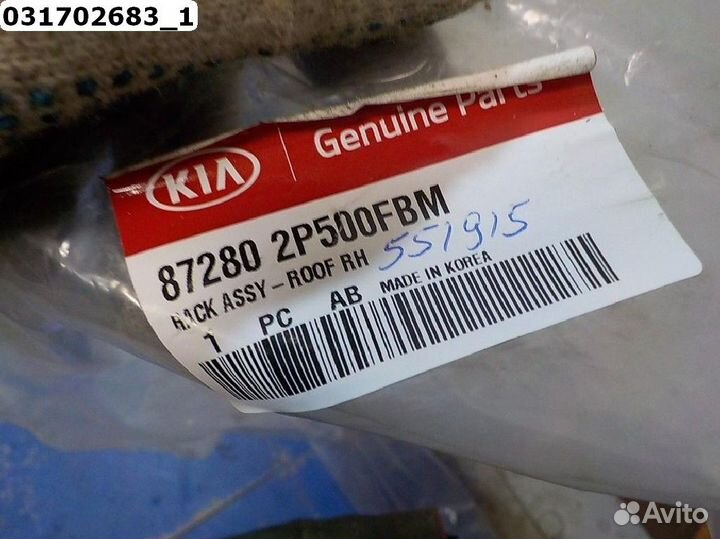 031702683_1
KIA
Genuine Parts
87280 2P500FBM
RACK ASSY-ROOF RH 551915
1 PC AB MADE IN KOREA
Avito